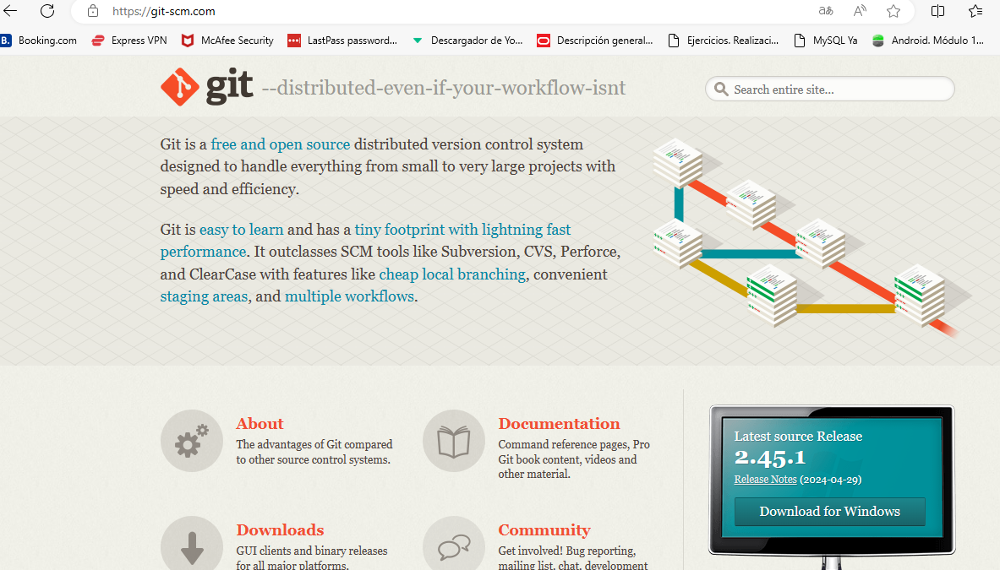 https://git-scm.com
aあ
B. Booking.com
Express VPN
McAfee Security
LastPass password...
Descargador de Yo...
Descripción general...
Ejercicios. Realizaci...
MySQL Ya
Android. Módulo 1...
git --distributed-even-if-your-workflow-isnt
Search entire site...
Git is a free and open source distributed version control system
designed to handle everything from small to very large projects with
speed and efficiency.
Git is easy to learn and has a tiny footprint with lightning fast
performance. It outclasses SCM tools like Subversion, CVS, Perforce,
and ClearCase with features like cheap local branching, convenient
staging areas, and multiple workflows.
About
The advantages of Git compared
to other source control systems.
Documentation
Command reference pages, Pro
Git book content, videos and
other material.
Downloads
GUI clients and binary releases
for all major platforms.
Community
Get involved! Bug reporting,
mailing list, chat, development
Latest source Release
2.45.1
Release Notes (2024-04-29)
Download for Windows